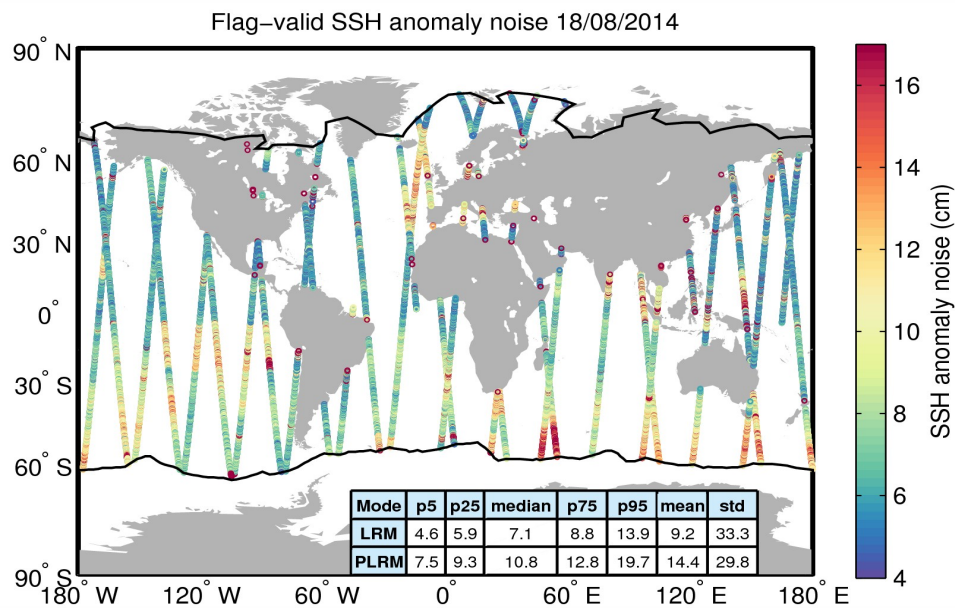 Flag−valid SSH anomaly noise 18/08/2014
90° N
60° N
30° N
0°
30° S
60° S
90° S
180° W
120° W
60° W
0°
60° E
120° E
180° E
Mode p5 p25 median p75 p95 mean std
LRM 4.6 5.9 7.1 8.8 13.9 9.2 33.3
PLRM 7.5 9.3 10.8 12.8 19.7 14.4 29.8
16
14
12
10
8
6
4
SSH anomaly noise (cm)